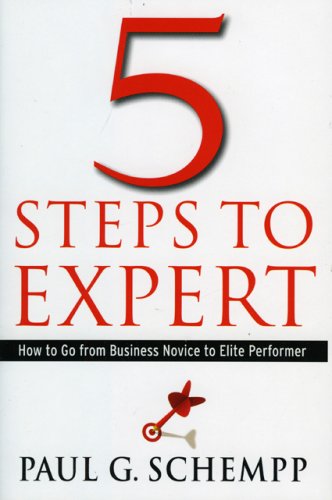 5
STEPS TO
EXPERT
How to Go from Business Novice to Elite Performer
PAUL G. SCHEMPP